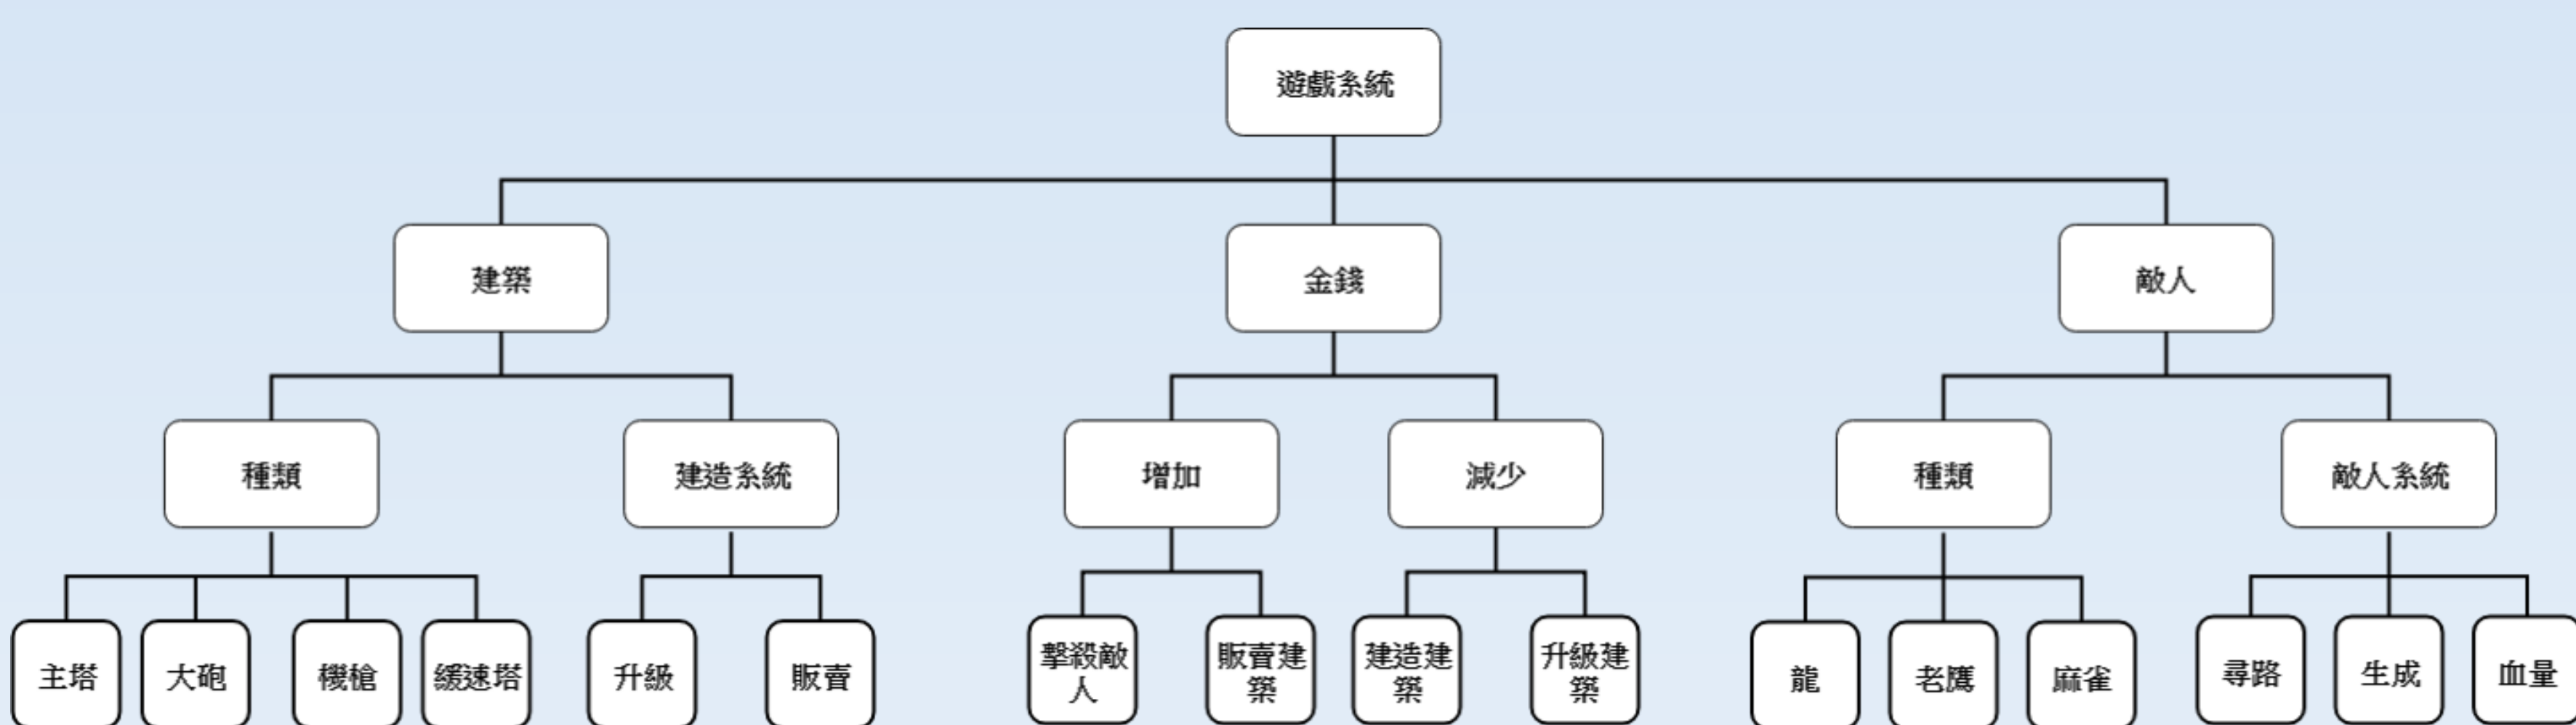 遊戲系統
建築
金錢
敵人
種類
建造系統
增加
減少
種類
敵人系統
主塔
大砲
機槍
緩速塔
升級
販賣
擊殺敵
人
販賣建
築
建造建
築
升級建
築
龍
老鷹
麻雀
尋路
生成
血量